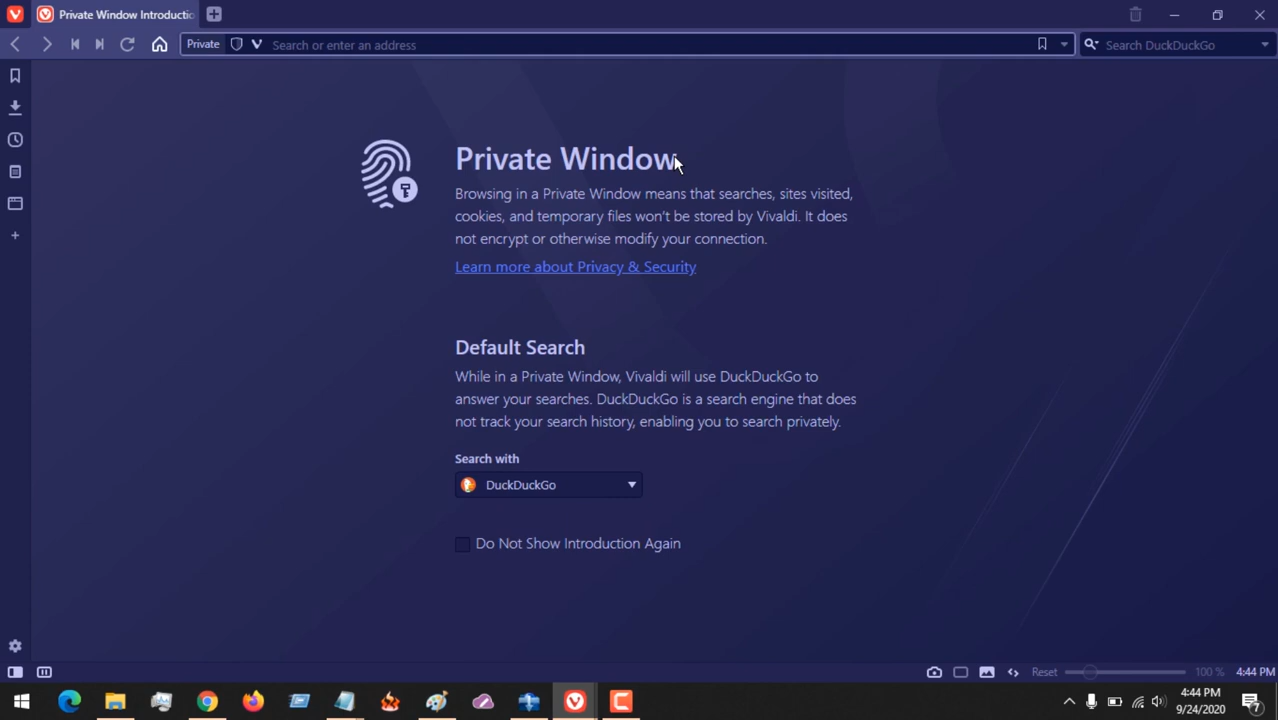 Private Window Introductio
Private
Search or enter an address
Search DuckDuckGo
Private Window
Browsing in a Private Window means that searches, sites visited,
cookies, and temporary files won't be stored by Vivaldi. It does
not encrypt or otherwise modify your connection.
Learn more about Privacy & Security
Default Search
While in a Private Window, Vivaldi will use DuckDuckGo to
answer your searches. DuckDuckGo is a search engine that does
not track your search history, enabling you to search privately.
Search with
DuckDuckGo
Do Not Show Introduction Again
Reset
100 %
4:44 PM
4:44 PM
9/24/2020
7